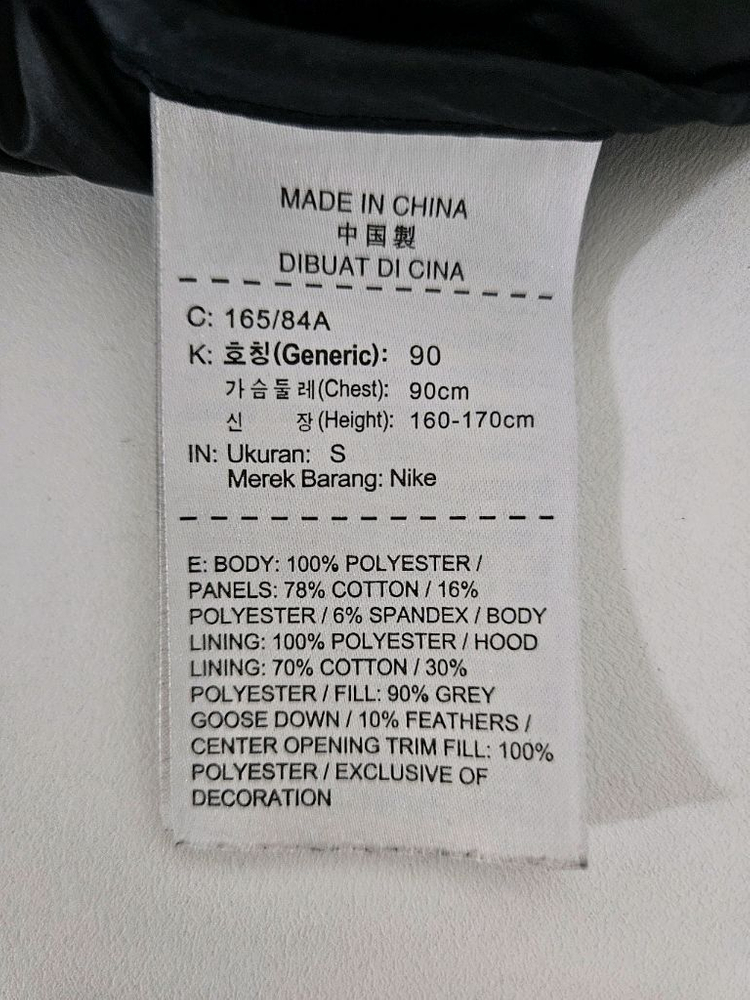 MADE IN CHINA
中国製
DIBUAT DI CINA
C: 165/84A
K: 호칭(Generic): 90
가슴둘레(Chest): 90cm
신 장(Height): 160-170cm
IN: Ukuran: S
Merek Barang: Nike
E: BODY: 100% POLYESTER /
PANELS: 78% COTTON / 16%
POLYESTER / 6% SPANDEX / BODY
LINING: 100% POLYESTER / HOOD
LINING: 70% COTTON / 30%
POLYESTER / FILL: 90% GREY
GOOSE DOWN / 10% FEATHERS /
CENTER OPENING TRIM FILL: 100%
POLYESTER / EXCLUSIVE OF
DECORATION